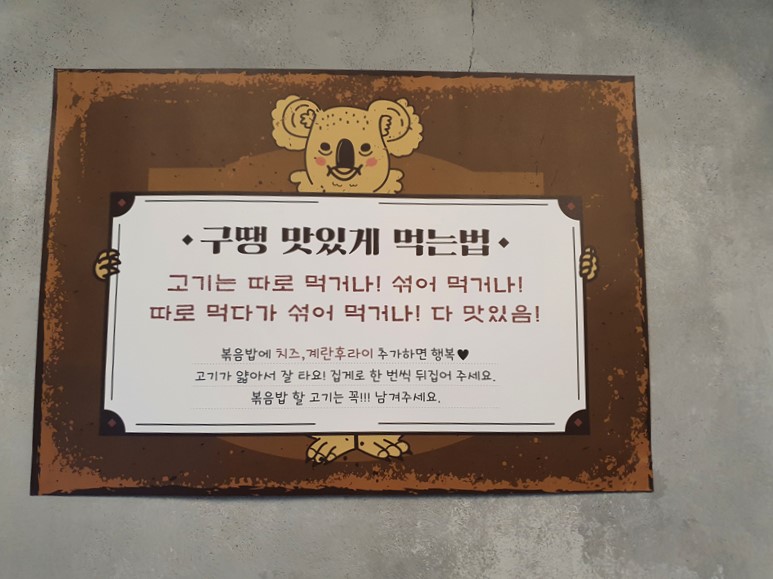 ◆구땡 맛있게 먹는법◆
고기는 따로 먹거나! 섞어 먹거나!
따로 먹다가 섞어 먹거나! 다 맛있음!
볶음밥에 치즈,계란후라이 추가하면 행복♥
고기가 얇아서 잘 타요! 집게로 한 번씩 뒤집어 주세요.
볶음밥 할 고기는 꼭!!! 남겨주세요.